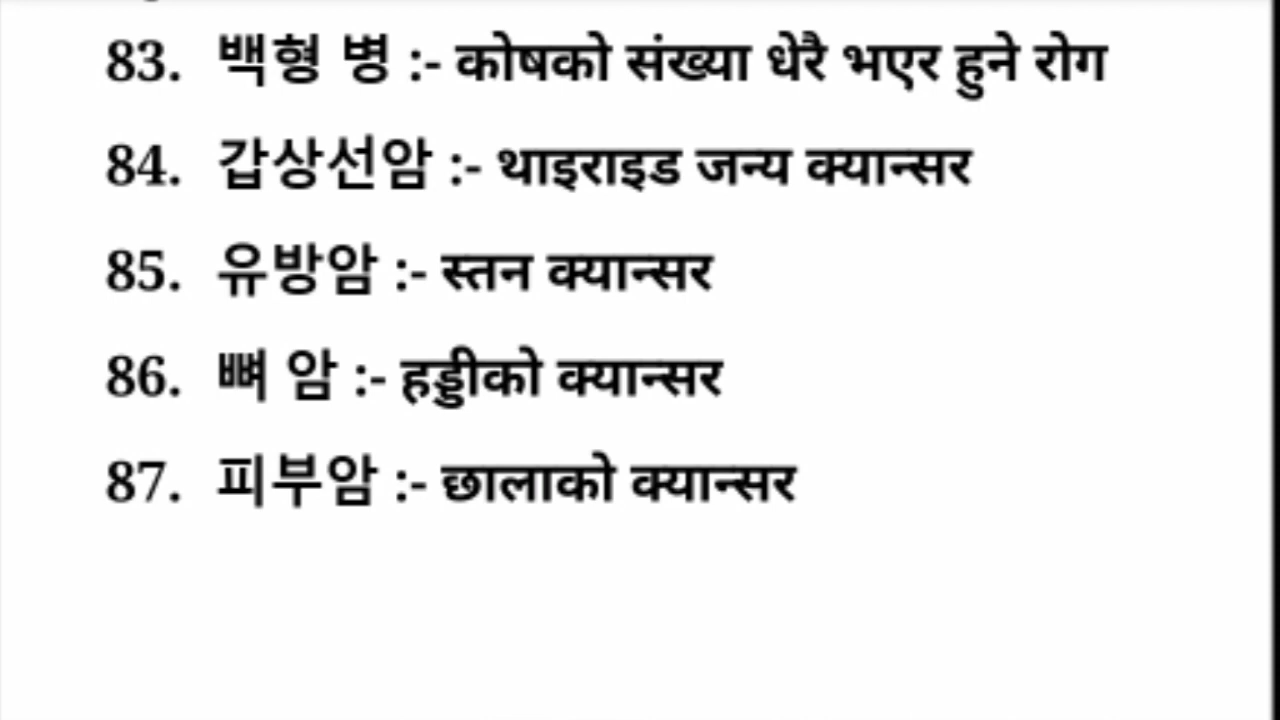 83. 백형 병 :- कोषको संख्या धेरै भएर हुने रोग
84. 갑상선암 :- थाइराइड जन्य क्यान्सर
85. 유방암 :- स्तन क्यान्सर
86. 뼈 암 :- हड्डीको क्यान्सर
87. 피부암 :- छालाको क्यान्सर